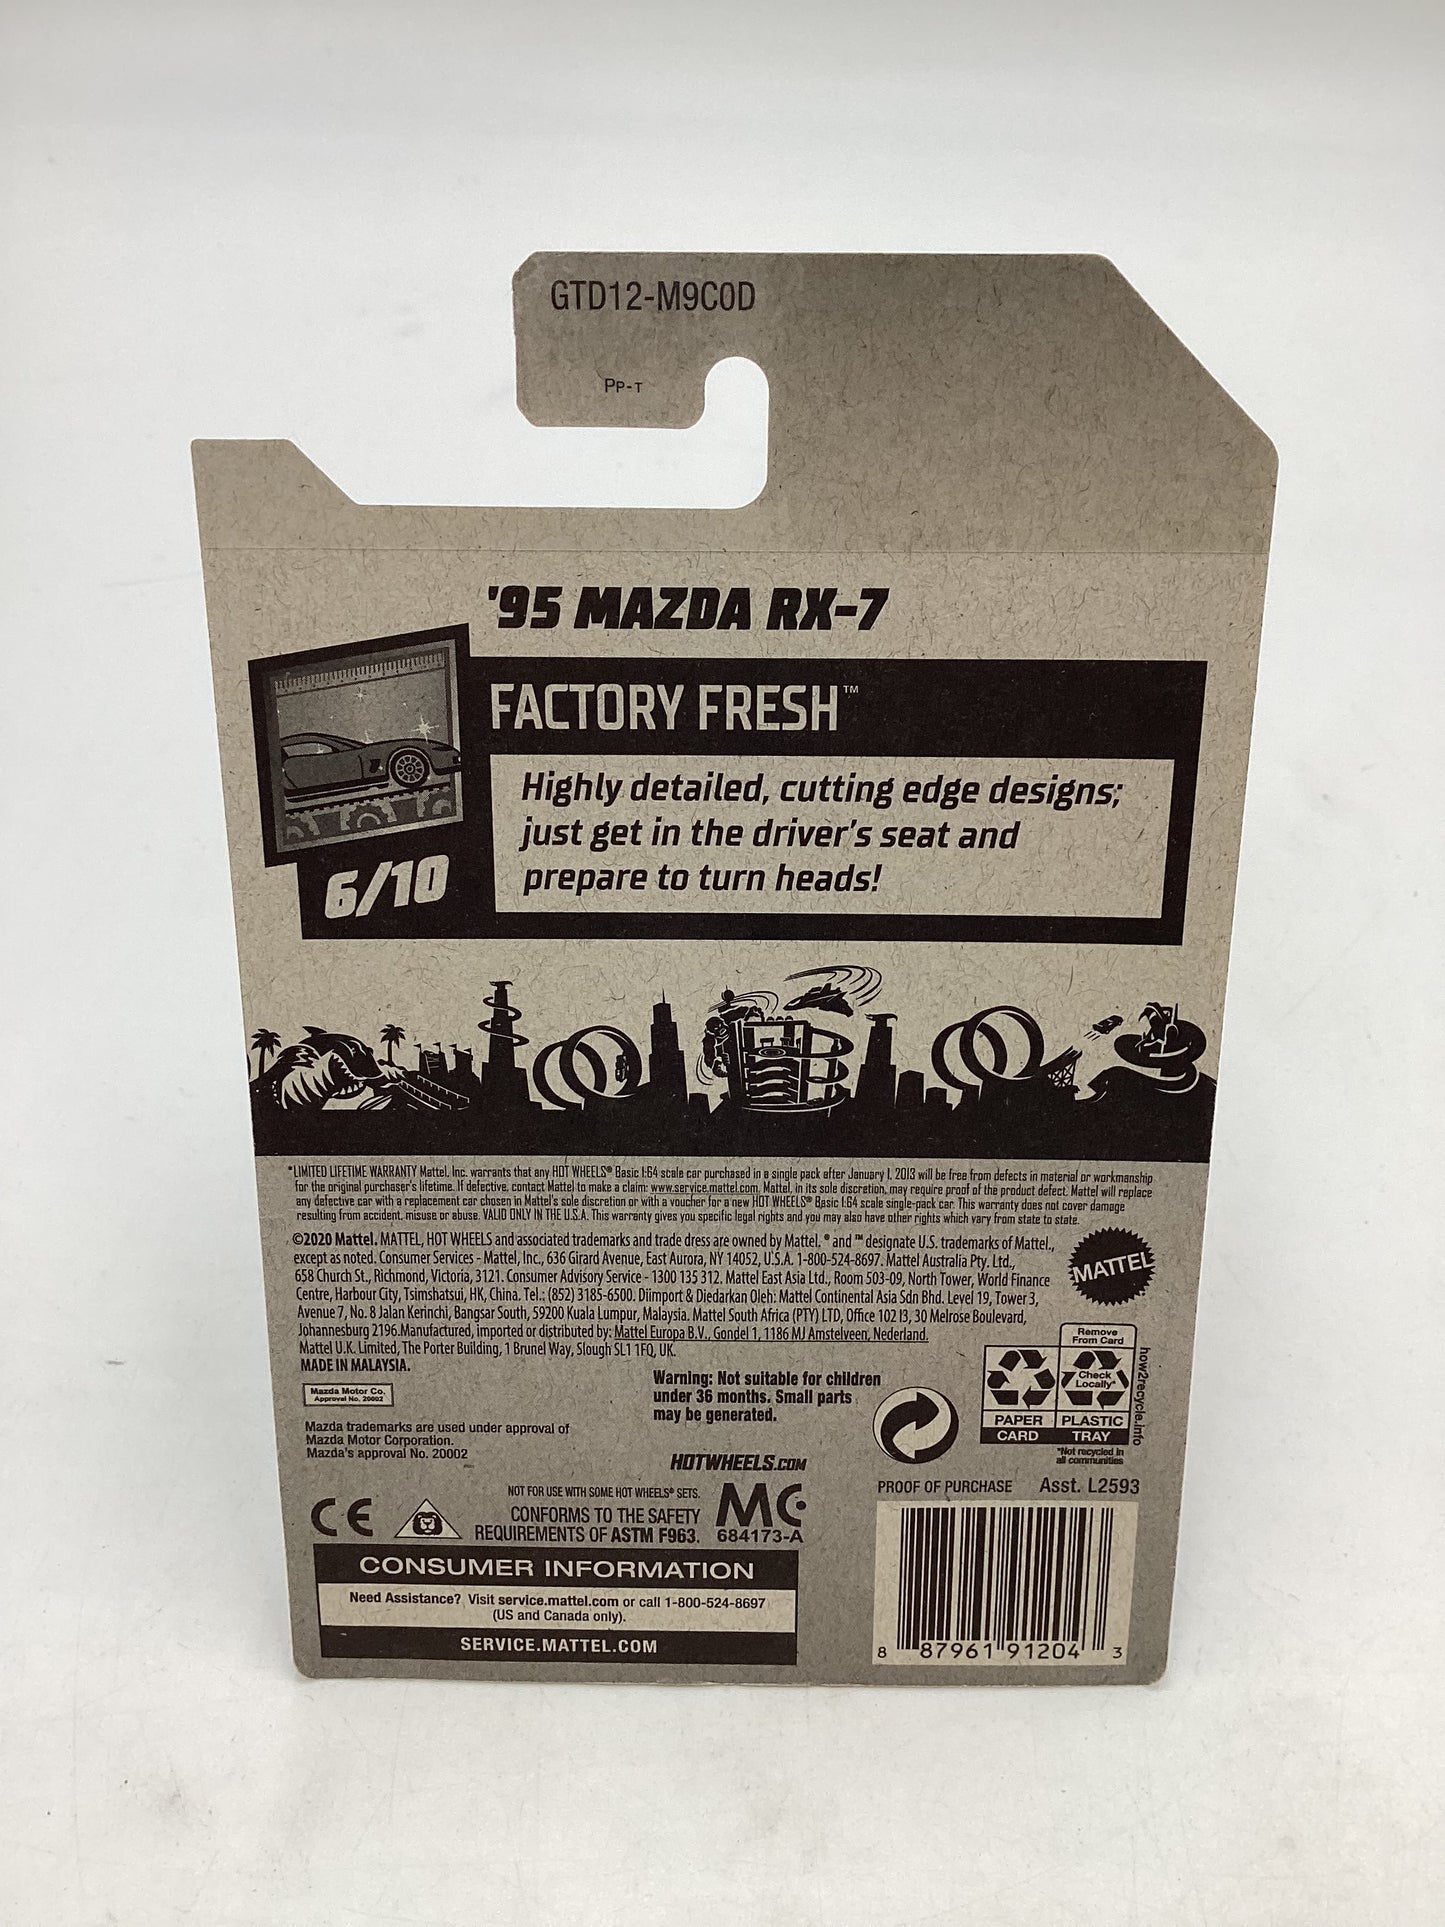 GTD12-M9C0D
PP-T
'95 MAZDA RX-7
FACTORY FRESH™
Highly detailed, cutting edge designs;
just get in the driver's seat and
prepare to turn heads!
6/10
*LIMITED LIFETIME WARRANTY Mattel, Inc. warrants that any HOT WHEELS® Basic 1:64 scale car purchased in a single pack after January 1, 2013 will be free from defects in material or workmanship
for the original purchaser's lifetime. If defective, contact Mattel to make a claim: www.service.mattel.com. Mattel, in its sole discretion, may require proof of the product defect. Mattel will replace
any defective car with a replacement car chosen in Mattel's sole discretion or with a voucher for a new HOT WHEELS® Basic 1:64 scale single-pack car. This warranty does not cover damage
resulting from accident, misuse or abuse. VALID ONLY IN THE U.S.A. This warranty gives you specific legal rights and you may also have other rights which vary from state to state.
©2020 Mattel. MATTEL, HOT WHEELS and associated trademarks and trade dress are owned by Mattel. ® and ™ designate U.S. trademarks of Mattel.,
except as noted. Consumer Services - Mattel, Inc., 636 Girard Avenue, East Aurora, NY 14052, U.S.A. 1-800-524-8697. Mattel Australia Pty. Ltd.,
658 Church St., Richmond, Victoria, 3121. Consumer Advisory Service - 1300 135 312. Mattel East Asia Ltd., Room 503-09, North Tower, World Finance
Centre, Harbour City, Tsimshatsui, HK, China. Tel.: (852) 3185-6500. Diimport & Diedarkan Oleh: Mattel Continental Asia Sdn Bhd. Level 19, Tower 3,
Avenue 7, No. 8 Jalan Kerinchi, Bangsar South, 59200 Kuala Lumpur, Malaysia. Mattel South Africa (PTY) LTD, Office 102 I3, 30 Melrose Boulevard,
Johannesburg 2196.Manufactured, imported or distributed by: Mattel Europa B.V., Gondel 1, 1186 MJ Amstelveen, Nederland.
Mattel U.K. Limited, The Porter Building, 1 Brunel Way, Slough SL1 1FQ, UK.
MADE IN MALAYSIA.
MATTEL
Mazda Motor Co.
Approval No. 20002
Mazda trademarks are used under approval of
Mazda Motor Corporation.
Mazda's approval No. 20002
Warning: Not suitable for children
under 36 months. Small parts
may be generated.
HOTWHEELS.COM
Remove
From Card
Check
Locally*
PAPER
CARD
PLASTIC
TRAY
*Not recycled in
all communities
how2recycle.info
CE
NOT FOR USE WITH SOME HOT WHEELS® SETS.
CONFORMS TO THE SAFETY
REQUIREMENTS OF ASTM F963.
MC
684173-A
PROOF OF PURCHASE
Asst. L2593
CONSUMER INFORMATION
Need Assistance? Visit service.mattel.com or call 1-800-524-8697
(US and Canada only).
SERVICE.MATTEL.COM
8 87961 91204 3